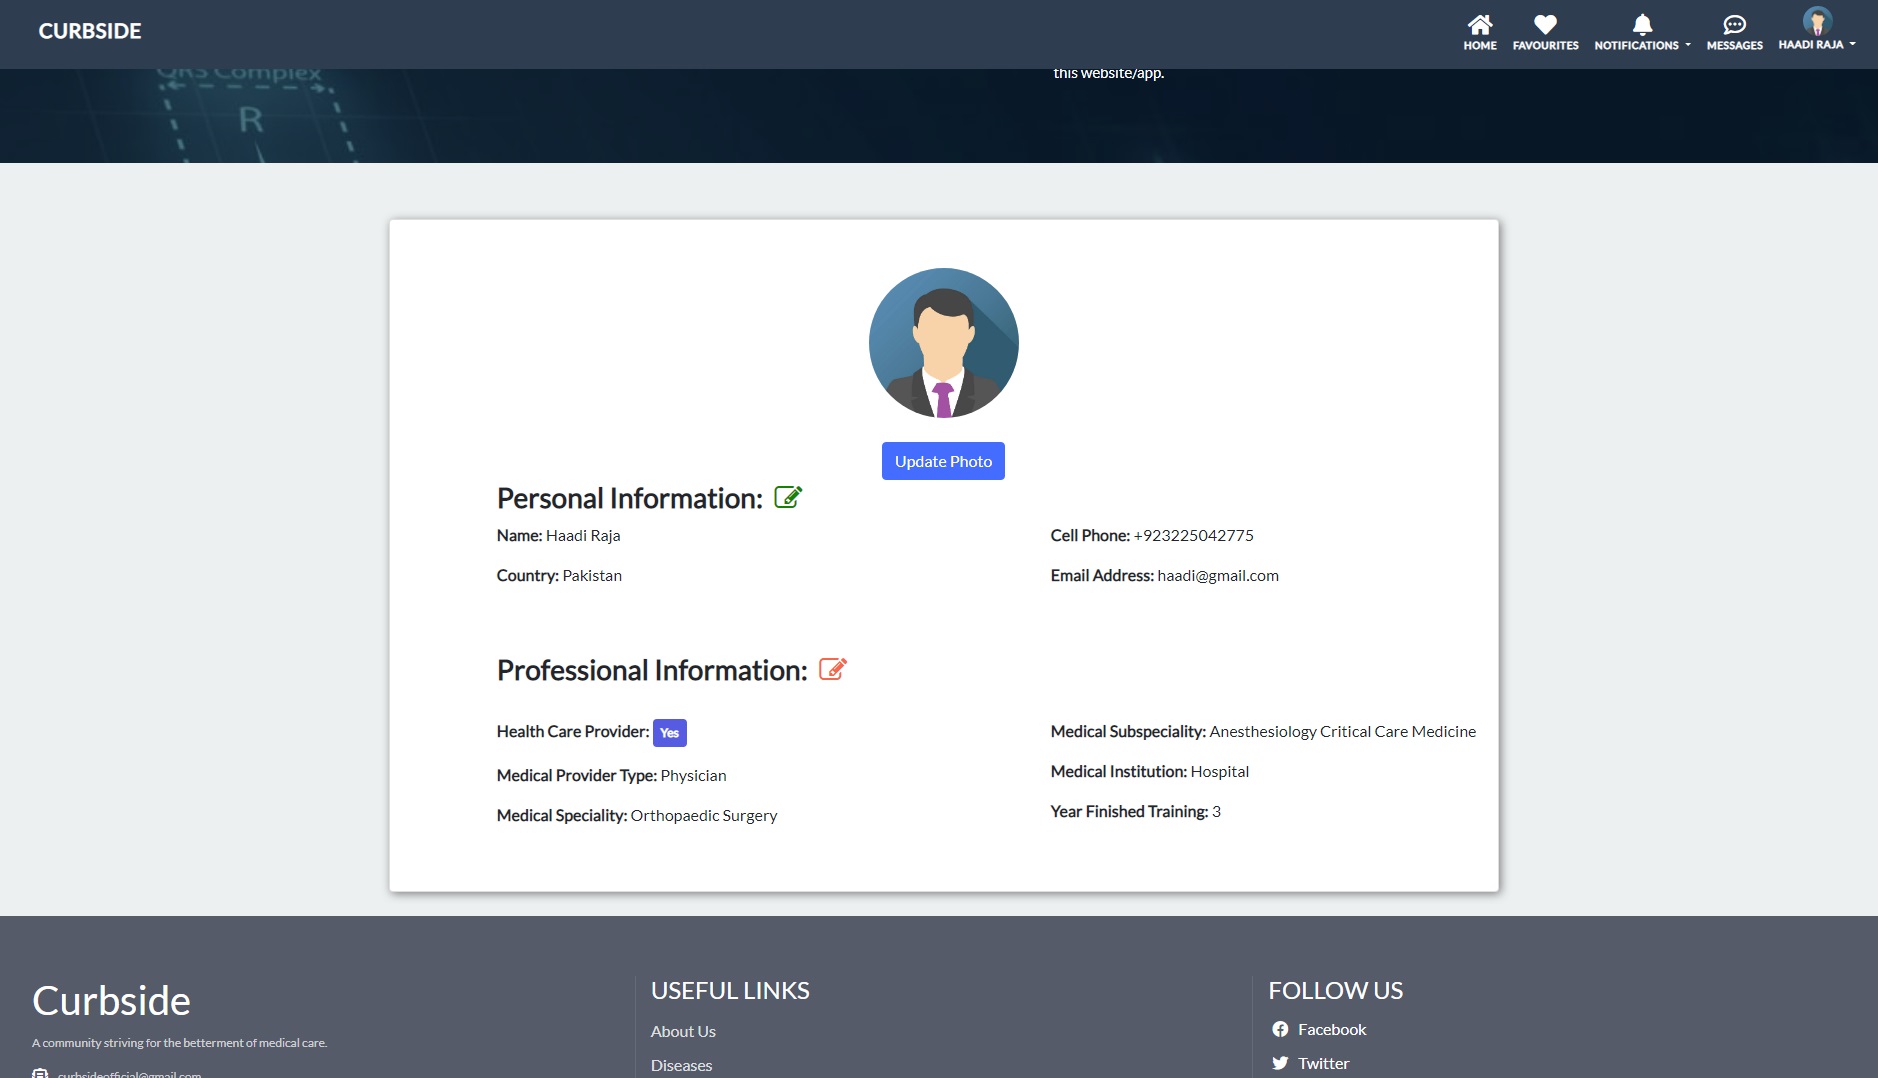 CURBSIDE
HOME
FAVOURITES
NOTIFICATIONS
MESSAGES
HAADI RAJA
QRS Complex
R
this website/app.
Update Photo
Personal Information:
Name: Haadi Raja
Cell Phone: +923225042775
Country: Pakistan
Email Address: haadi@gmail.com
Professional Information:
Health Care Provider: Yes
Medical Subspeciality: Anesthesiology Critical Care Medicine
Medical Provider Type: Physician
Medical Institution: Hospital
Medical Speciality: Orthopaedic Surgery
Year Finished Training: 3
Curbside
A community striving for the betterment of medical care.
curbsideofficial@gmail.com
USEFUL LINKS
About Us
Diseases
FOLLOW US
Facebook
Twitter